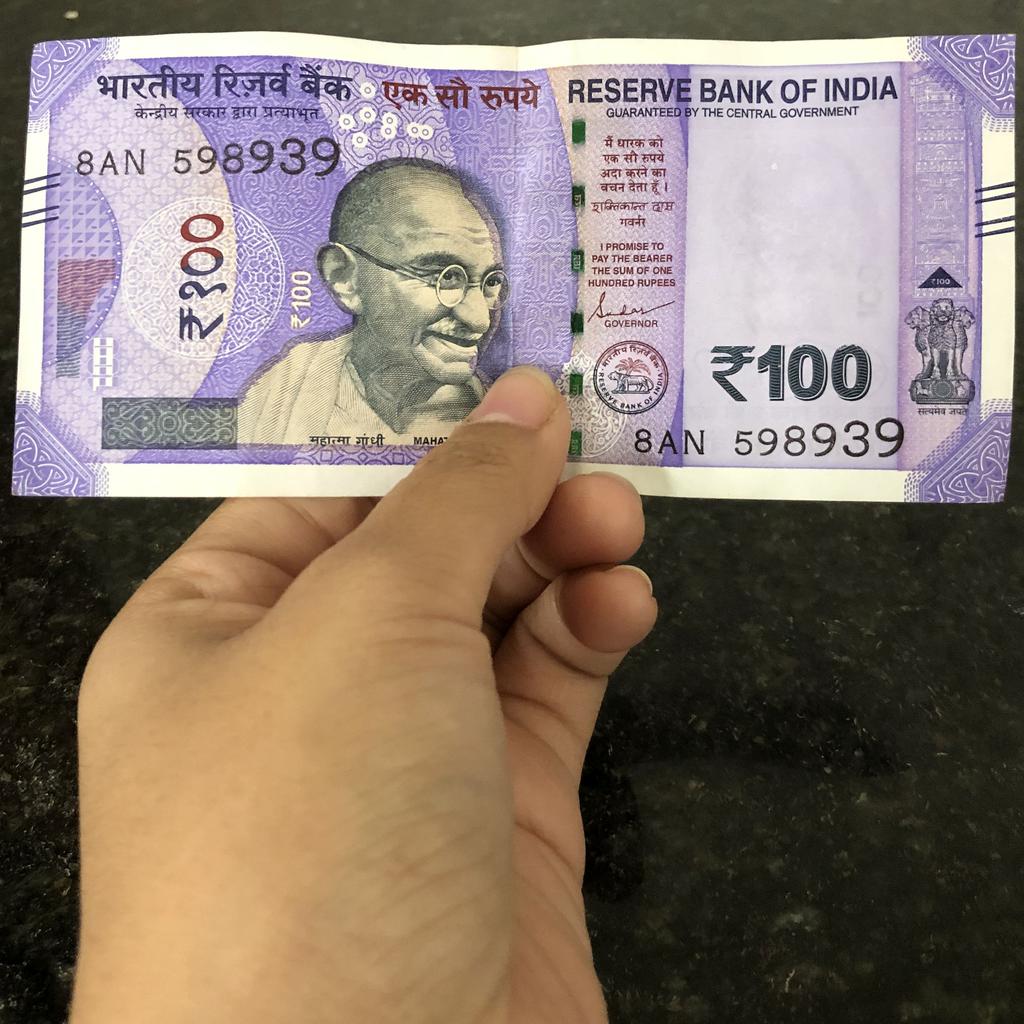 भारतीय रिज़र्व बैंक
केन्द्रीय सरकार द्वारा प्रत्याभूत
एक सौ रुपये
RESERVE BANK OF INDIA
GUARANTEED BY THE CENTRAL GOVERNMENT
8AN 598939
₹१००
₹100
मैं धारक को
एक सौ रुपये
अदा करने का
वचन देता हूँ ।
शक्तिकान्त दास
गवर्नर
I PROMISE TO
PAY THE BEARER
THE SUM OF ONE
HUNDRED RUPEES
GOVERNOR
भारतीय रिज़र्व बैंक
RESERVE BANK OF INDIA
₹100
₹100
सत्यमेव जयते
8AN 598939
महात्मा गांधी